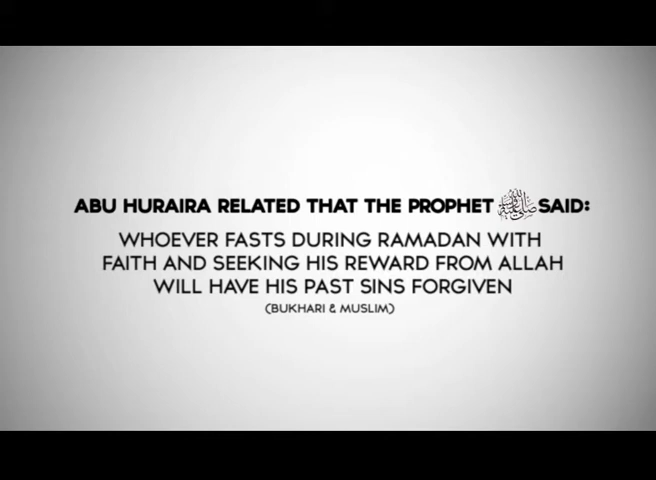 ABU HURAIRA RELATED THAT THE PROPHET ﷺ SAID:
WHOEVER FASTS DURING RAMADAN WITH
FAITH AND SEEKING HIS REWARD FROM ALLAH
WILL HAVE HIS PAST SINS FORGIVEN
(BUKHARI & MUSLIM)